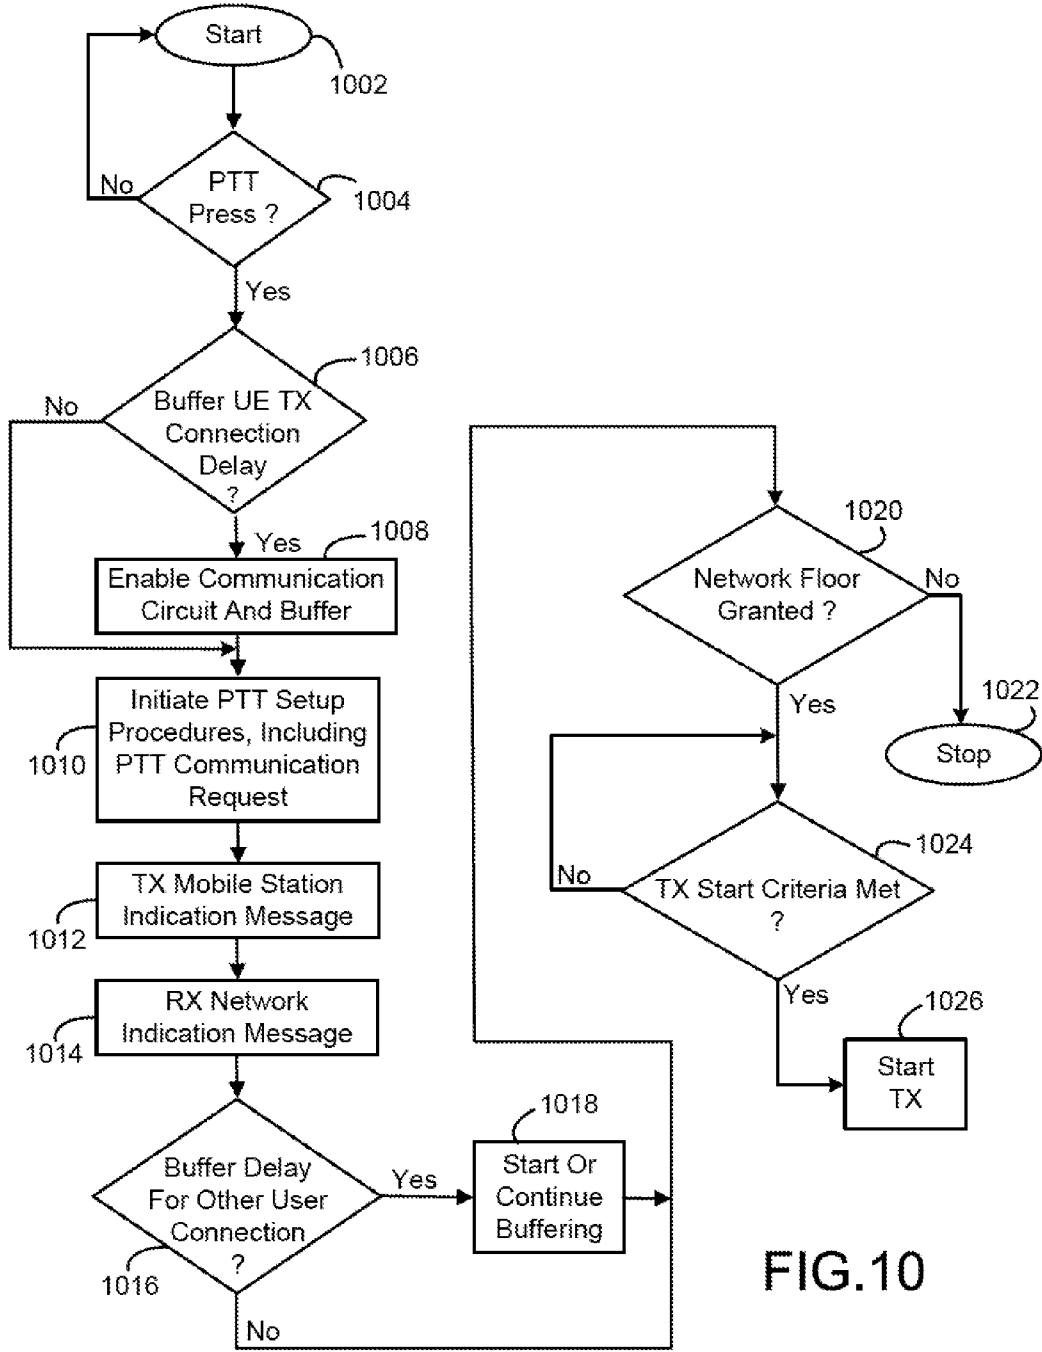 Start
1002
PTT
Press ?
1004
No
Yes
1006
Buffer UE TX
Connection
Delay
?
No
Yes
1008
Enable Communication
Circuit And Buffer
Initiate PTT Setup
Procedures, Including
PTT Communication
Request
1010
TX Mobile Station
Indication Message
1012
RX Network
Indication Message
1014
Buffer Delay
For Other User
Connection
?
1016
Yes
No
1018
Start Or
Continue
Buffering
1020
Network Floor
Granted ?
No
Yes
1022
Stop
1024
TX Start Criteria Met
?
No
Yes
1026
Start
TX
FIG.10